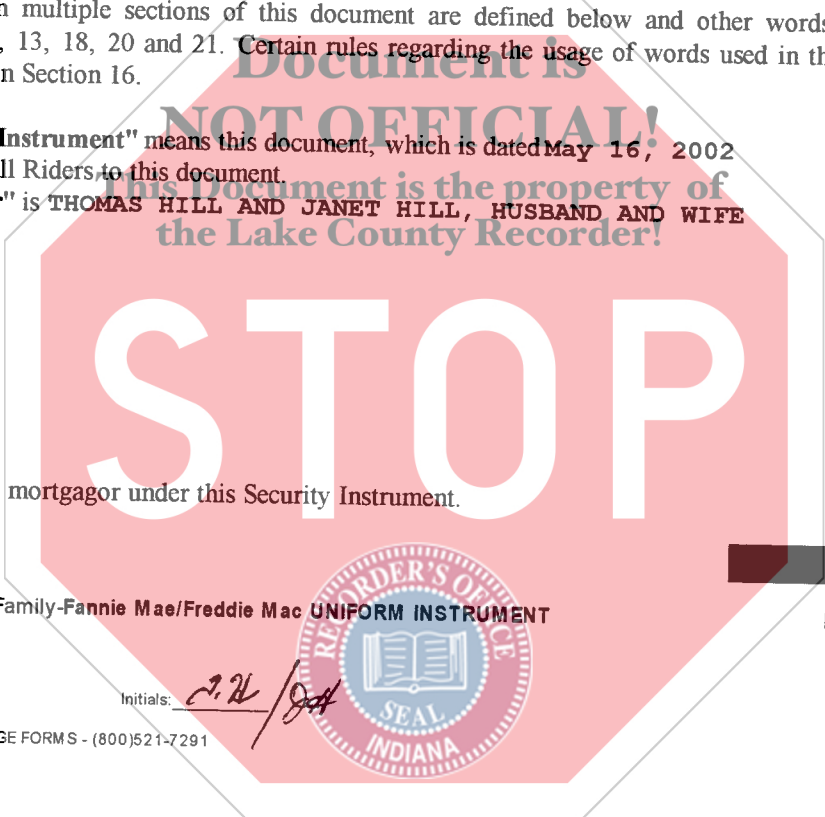 n multiple sections of this document are defined below and other words
, 13, 18, 20 and 21. Certain rules regarding the usage of words used in th
n Section 16.
Document is
NOT OFFICIAL!
Instrument" means this document, which is dated May 16, 2002
ll Riders to this document.
This Document is the property of
" is THOMAS HILL AND JANET HILL, HUSBAND AND WIFE
the Lake County Recorder!
STOP
mortgagor under this Security Instrument.
Family-Fannie Mae/Freddie Mac UNIFORM INSTRUMENT
RECORDER'S OFFICE
SEAL
INDIANA
Initials: T. H / JH
GE FORMS - (800)521-7291